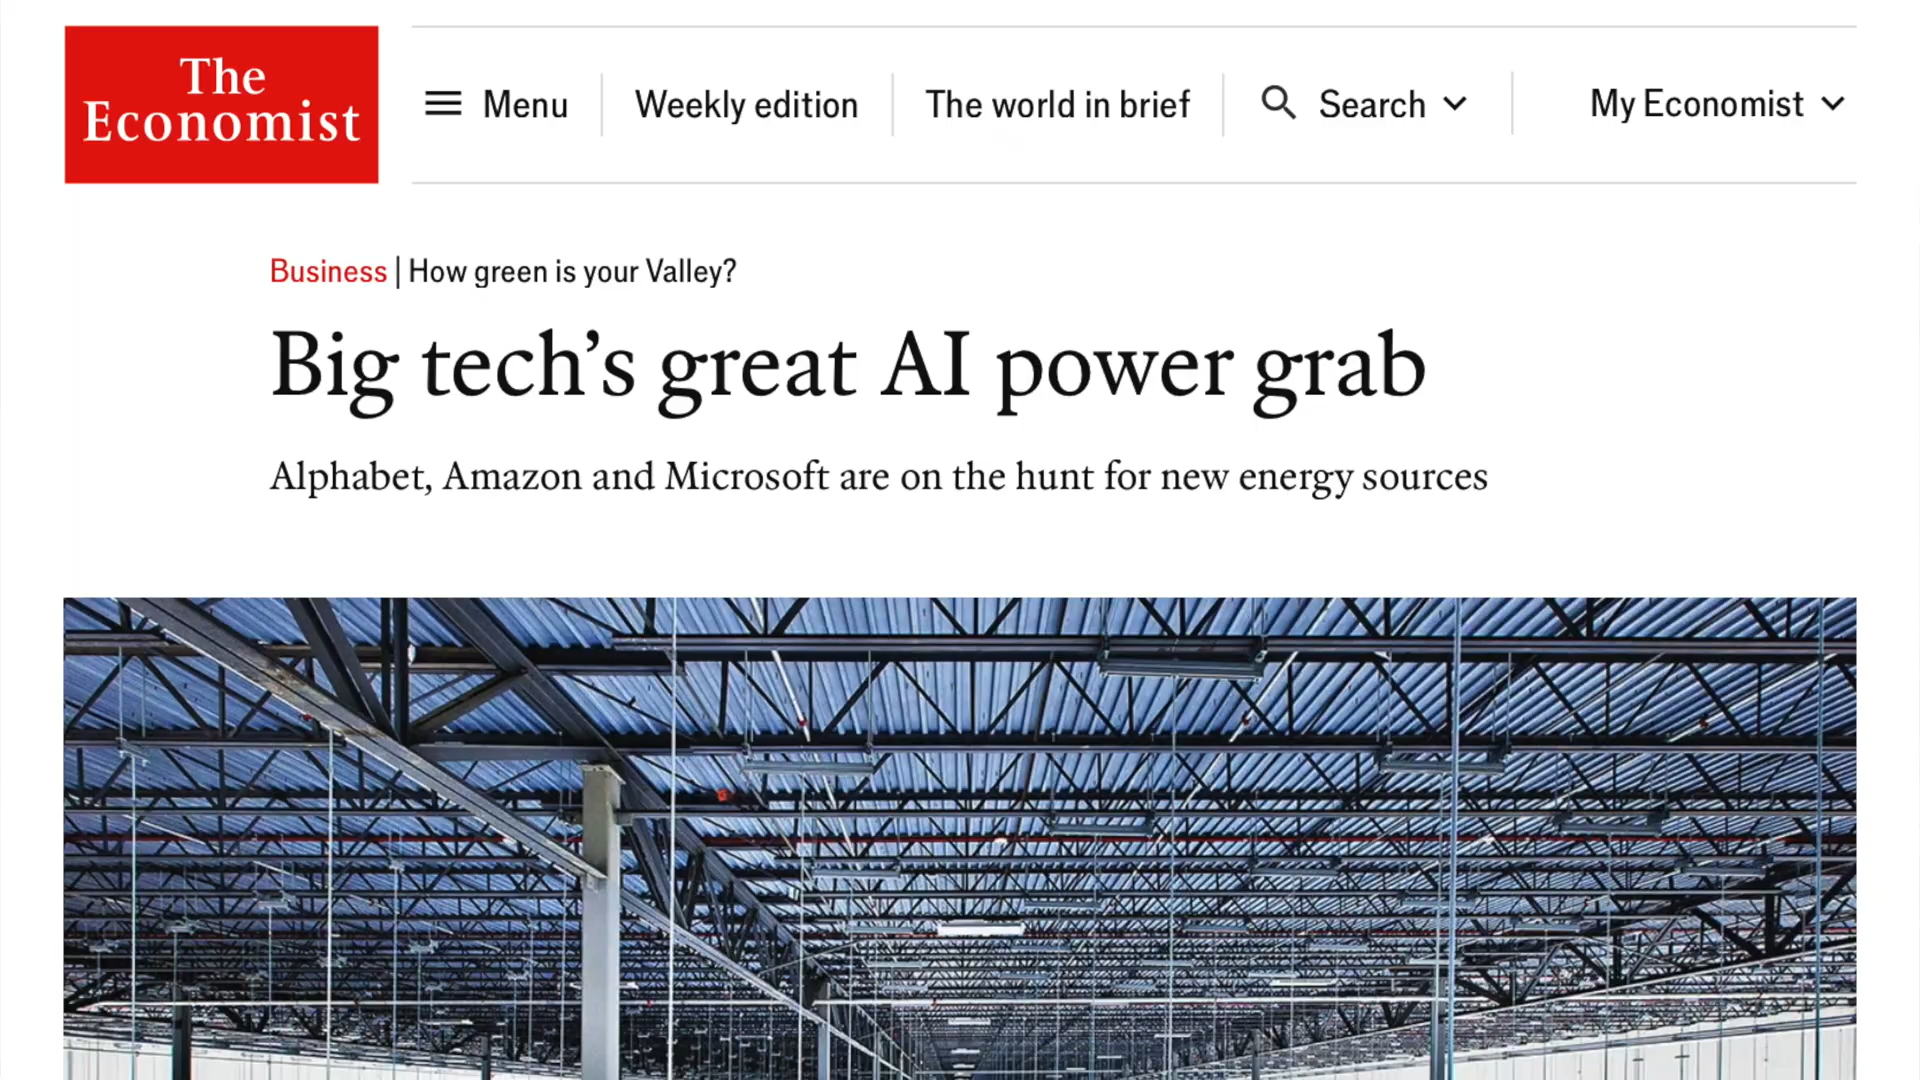 The
Economist
Menu
Weekly edition
The world in brief
Search
My Economist
Business | How green is your Valley?
Big tech’s great AI power grab
Alphabet, Amazon and Microsoft are on the hunt for new energy sources